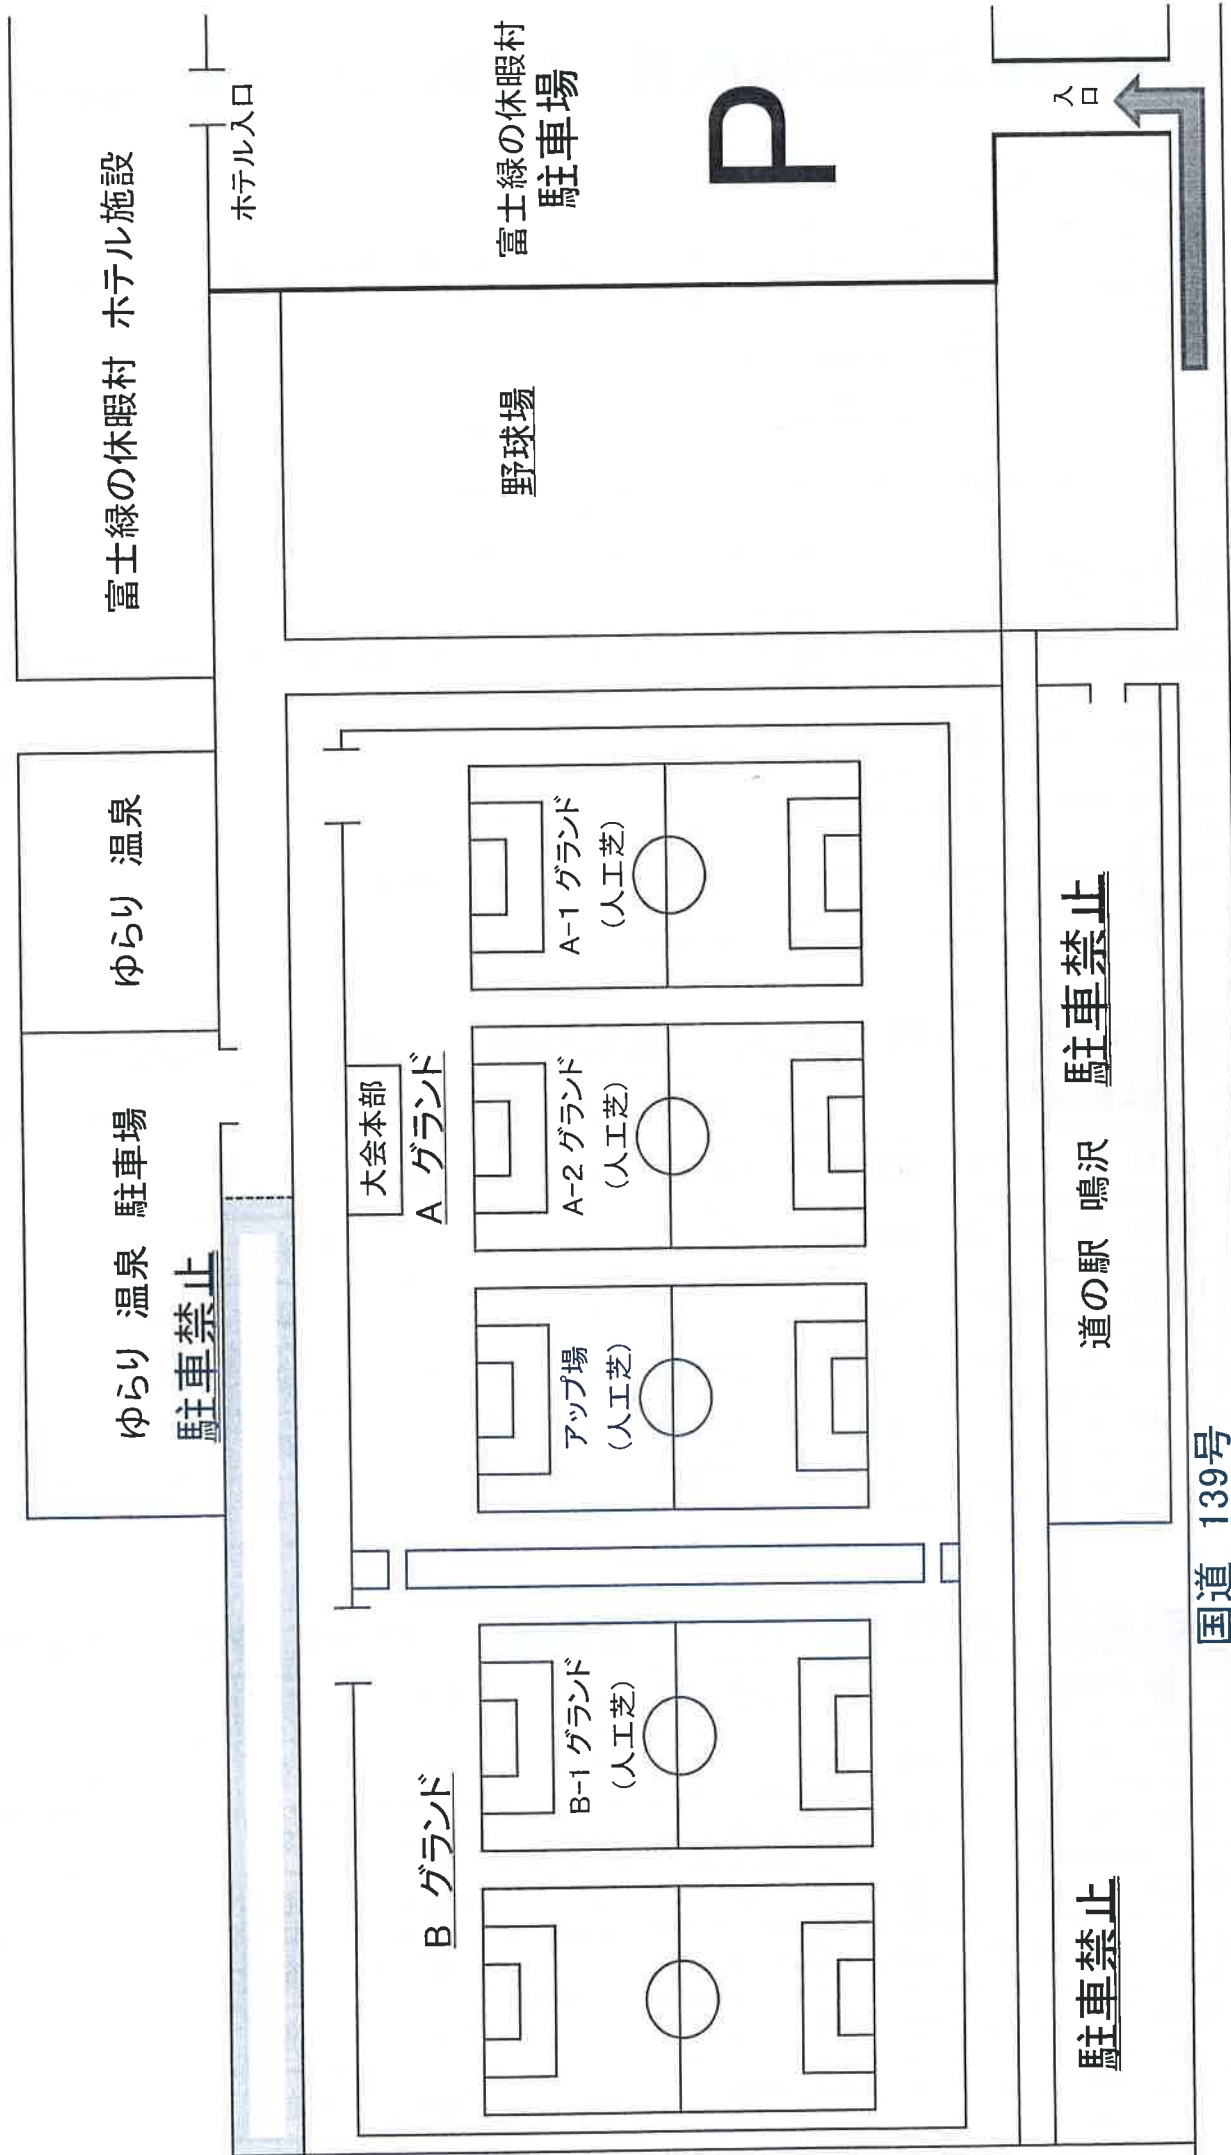 富士緑の休暇村 ホテル施設
ホテル入口
ゆらり 温泉
ゆらり 温泉 駐車場
駐車禁止
富士緑の休暇村
駐車場
P
入口
野球場
大会本部
A グランド
A-1 グランド
(人工芝)
A-2 グランド
(人工芝)
アップ場
(人工芝)
B グランド
B-1 グランド
(人工芝)
道の駅 鳴沢 駐車禁止
駐車禁止
国道 139号